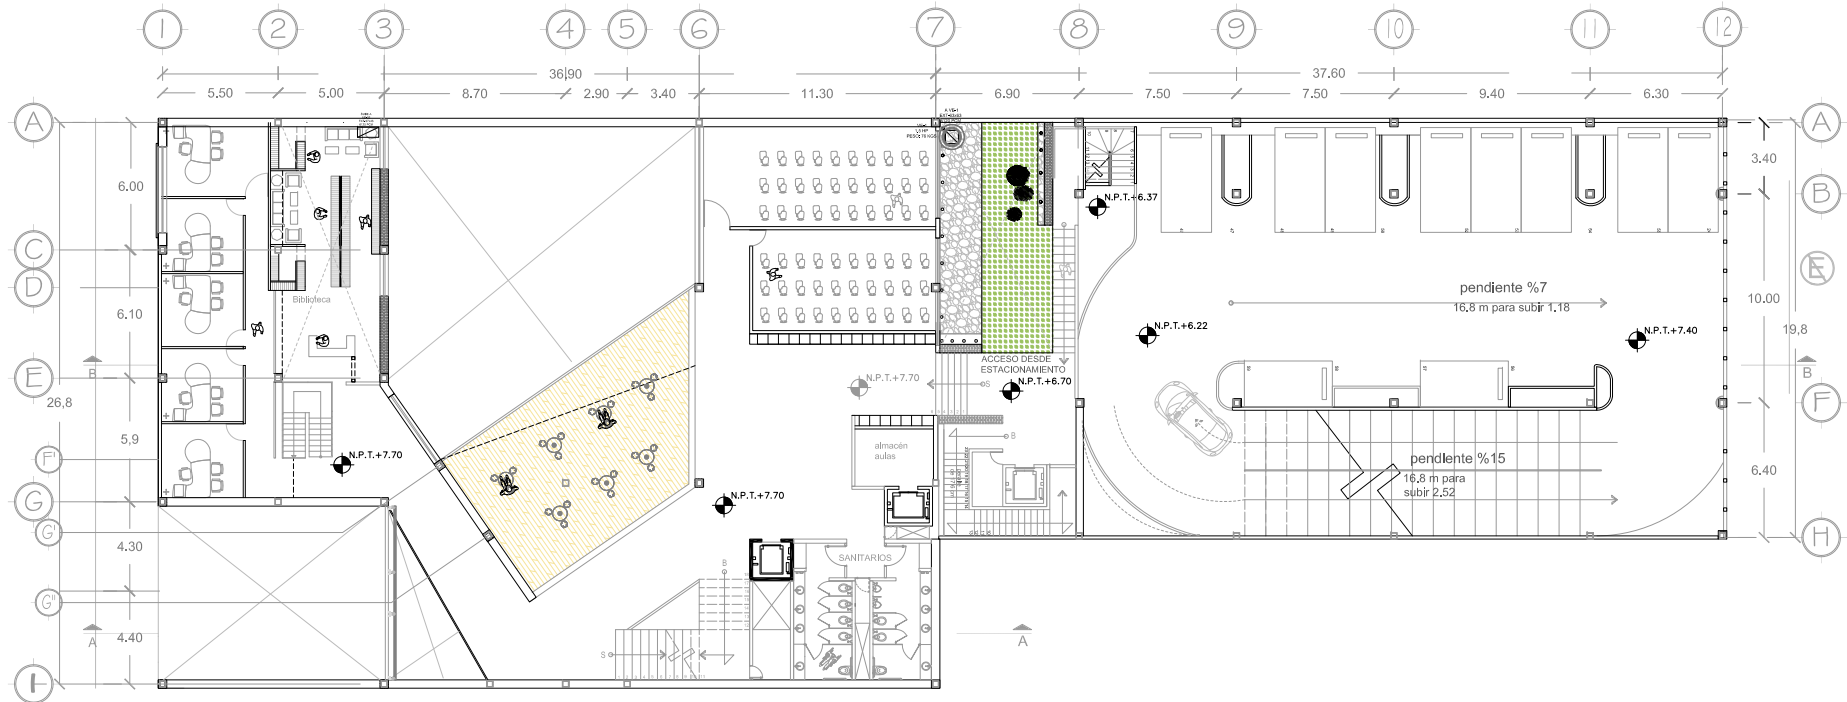 1 2 3 4 5 6 7 8 9 10 11 12
36.90 37.60
5.50 5.00 8.70 2.90 3.40 11.30 6.90 7.50 7.50 9.40 6.30
A A
3.40
6.00
B
N.P.T.+6.37
C
E
D
Biblioteca
6.10
pendiente %7
16.8 m para subir 1.18
10.00
19,8
N.P.T.+6.22
N.P.T.+7.40
ACCESO DESDE
ESTACIONAMIENTO
B B
E
N.P.T.+7.70
S
N.P.T.+6.70
26,8
F
5,9
B
almacén
aulas
F'
N.P.T.+7.70
pendiente %15
16.8 m para
subir 2.52
6.40
G
N.P.T.+7.70
G'
H
4.30
SANITARIOS
B
G''
A A
4.40
S
I